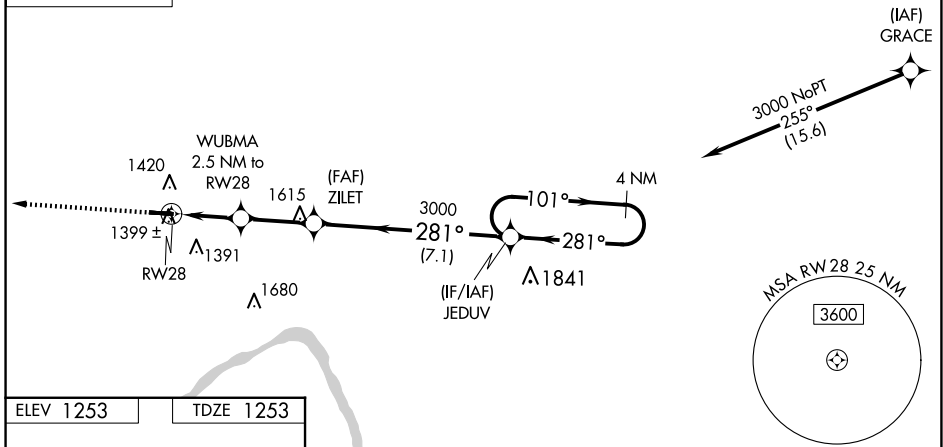 (IAF)
GRACE
3000 NoPT
255°
(15.6)
WUBMA
2.5 NM to
RW28
1420
1615
(FAF)
ZILET
4 NM
101°
3000
281°
(7.1)
281°
1399 ±
1391
RW28
1680
(IF/IAF)
JEDUV
1841
MSA RW28 25 NM
3600
ELEV 1253
TDZE 1253